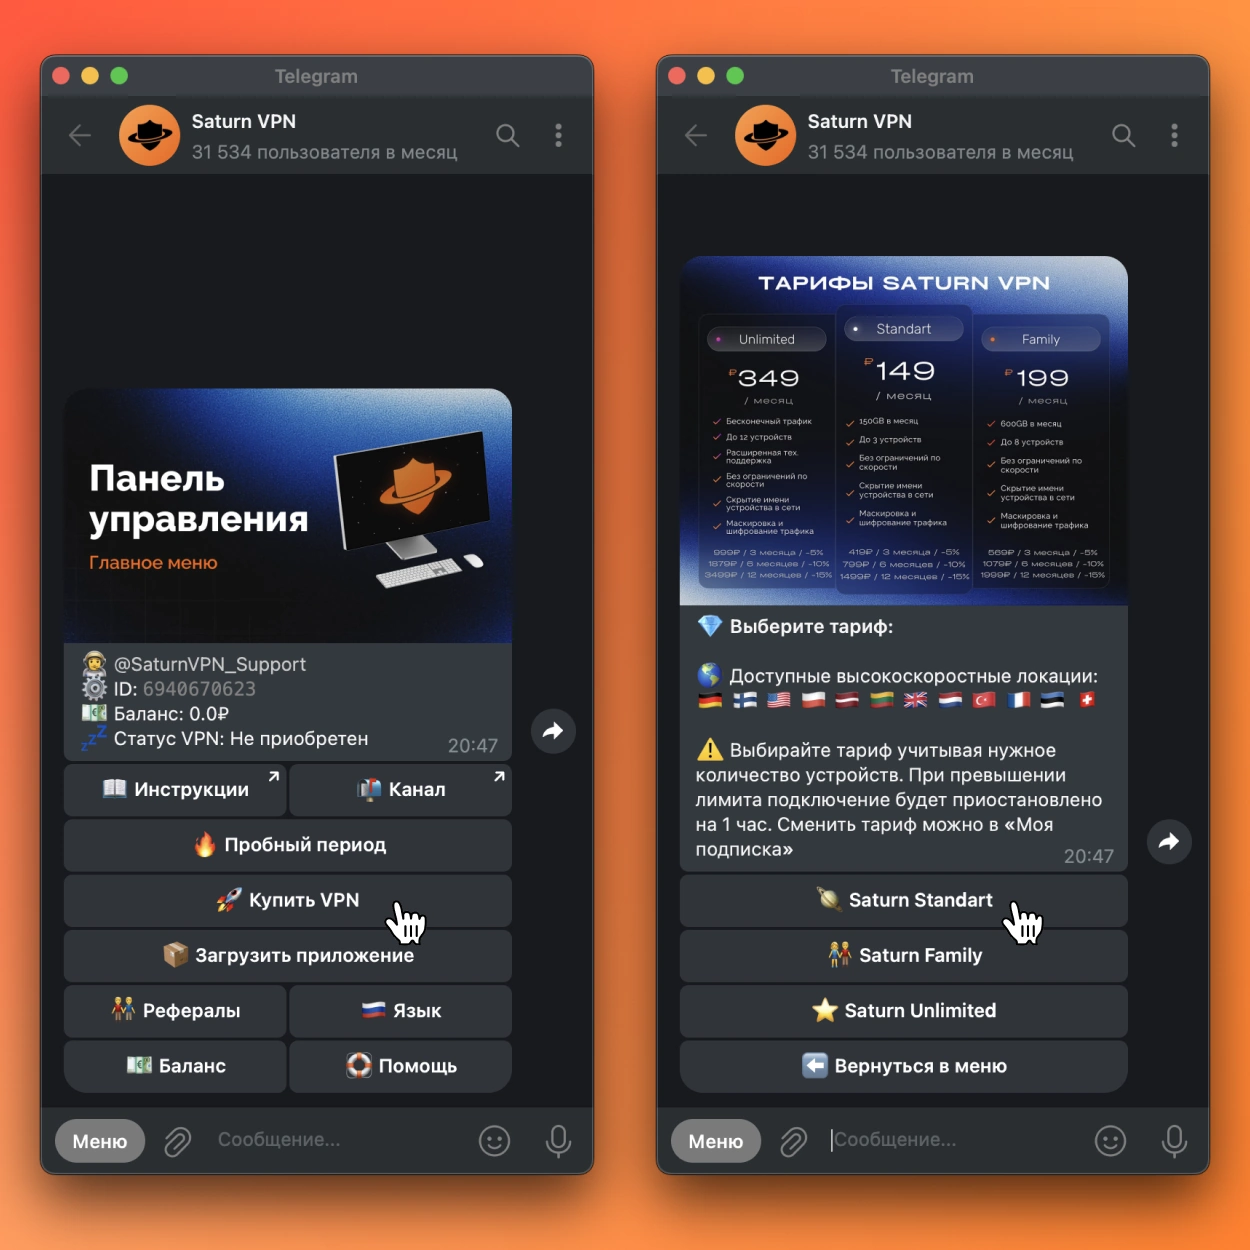 Telegram
Saturn VPN
31 534 пользователя в месяц
Панель
управления
Главное меню
@SaturnVPN_Support
ID: 6940670623
Баланс: 0.0₽
Статус VPN: Не приобретен
20:47
Инструкции
Канал
Пробный период
Купить VPN
Загрузить приложение
Рефералы
Язык
Баланс
Помощь
Меню
Сообщение...
Telegram
Saturn VPN
31 534 пользователя в месяц
ТАРИФЫ SATURN VPN
Unlimited
₽349
/ месяц
Бесконечный трафик
До 12 устройств
Расширенная тех.
поддержка
Без ограничений по
скорости
Скрытие имени
устройства в сети
Маскировка и
шифрование трафика
999₽ / 3 месяца / -5%
1879₽ / 6 месяцев / -10%
3499₽ / 12 месяцев / -15%
Standart
₽149
/ месяц
150GB в месяц
До 3 устройств
Без ограничений по
скорости
Скрытие имени
устройства в сети
Маскировка и
шифрование трафика
419₽ / 3 месяца / -5%
799₽ / 6 месяцев / -10%
1499₽ / 12 месяцев / -15%
Family
₽199
/ месяц
600GB в месяц
До 8 устройств
Без ограничений по
скорости
Скрытие имени
устройства в сети
Маскировка и
шифрование трафика
569₽ / 3 месяца / -5%
1079₽ / 6 месяцев / -10%
1999₽ / 12 месяцев / -15%
Выберите тариф:
Доступные высокоскоростные локации:
Выбирайте тариф учитывая нужное
количество устройств. При превышении
лимита подключение будет приостановлено
на 1 час. Сменить тариф можно в «Моя
подписка»
20:47
Saturn Standart
Saturn Family
Saturn Unlimited
Вернуться в меню
Меню
Сообщение...